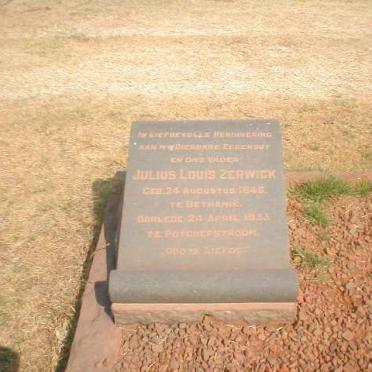 IN LIEFDEVOLLE HERINNERING
AAN MY DIERBARE EGGENOOT
EN ONS VADER
JULIUS LOUIS ZERWICK
GEB. 24 AUGUSTUS 1846
TE BETHANIE.
OORLEDE 24 APRIL 1933
TE POTCHEFSTROOM.
"GOD IS LIEFDE"